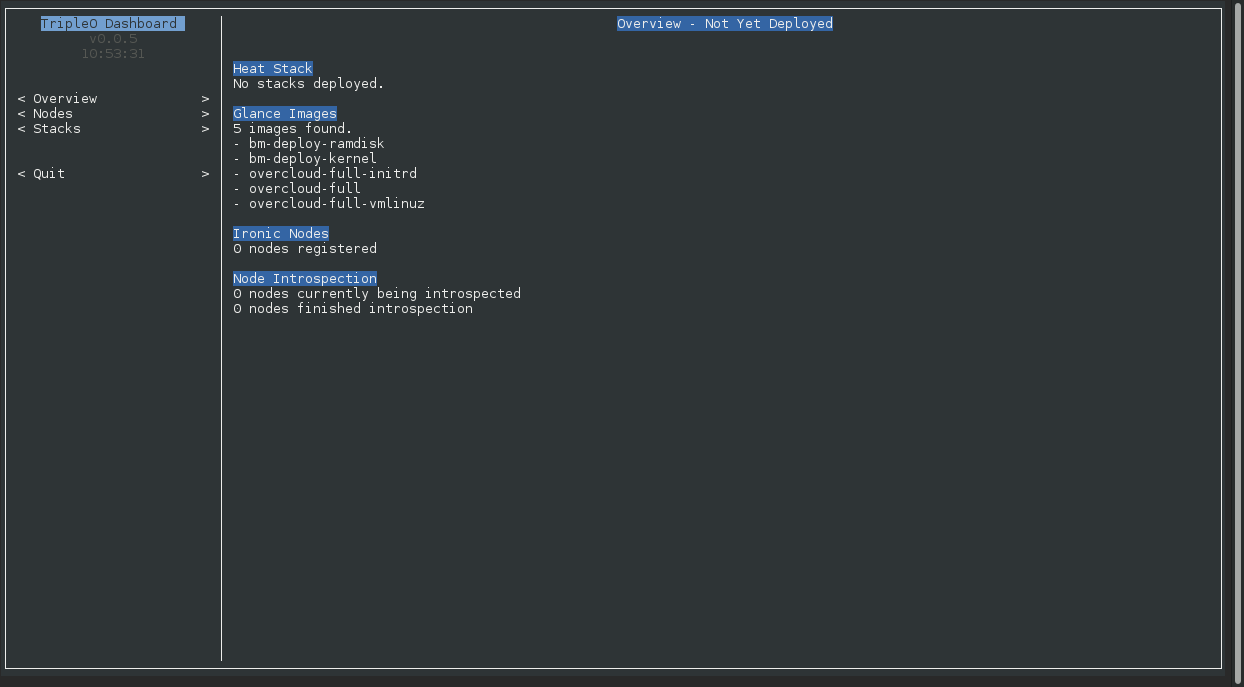 TripleO Dashboard
v0.0.5
10:53:31
< Overview >
< Nodes >
< Stacks >
< Quit >
Overview - Not Yet Deployed
Heat Stack
No stacks deployed.
Glance Images
5 images found.
- bm-deploy-ramdisk
- bm-deploy-kernel
- overcloud-full-initrd
- overcloud-full
- overcloud-full-vmlinuz
Ironic Nodes
0 nodes registered
Node Introspection
0 nodes currently being introspected
0 nodes finished introspection